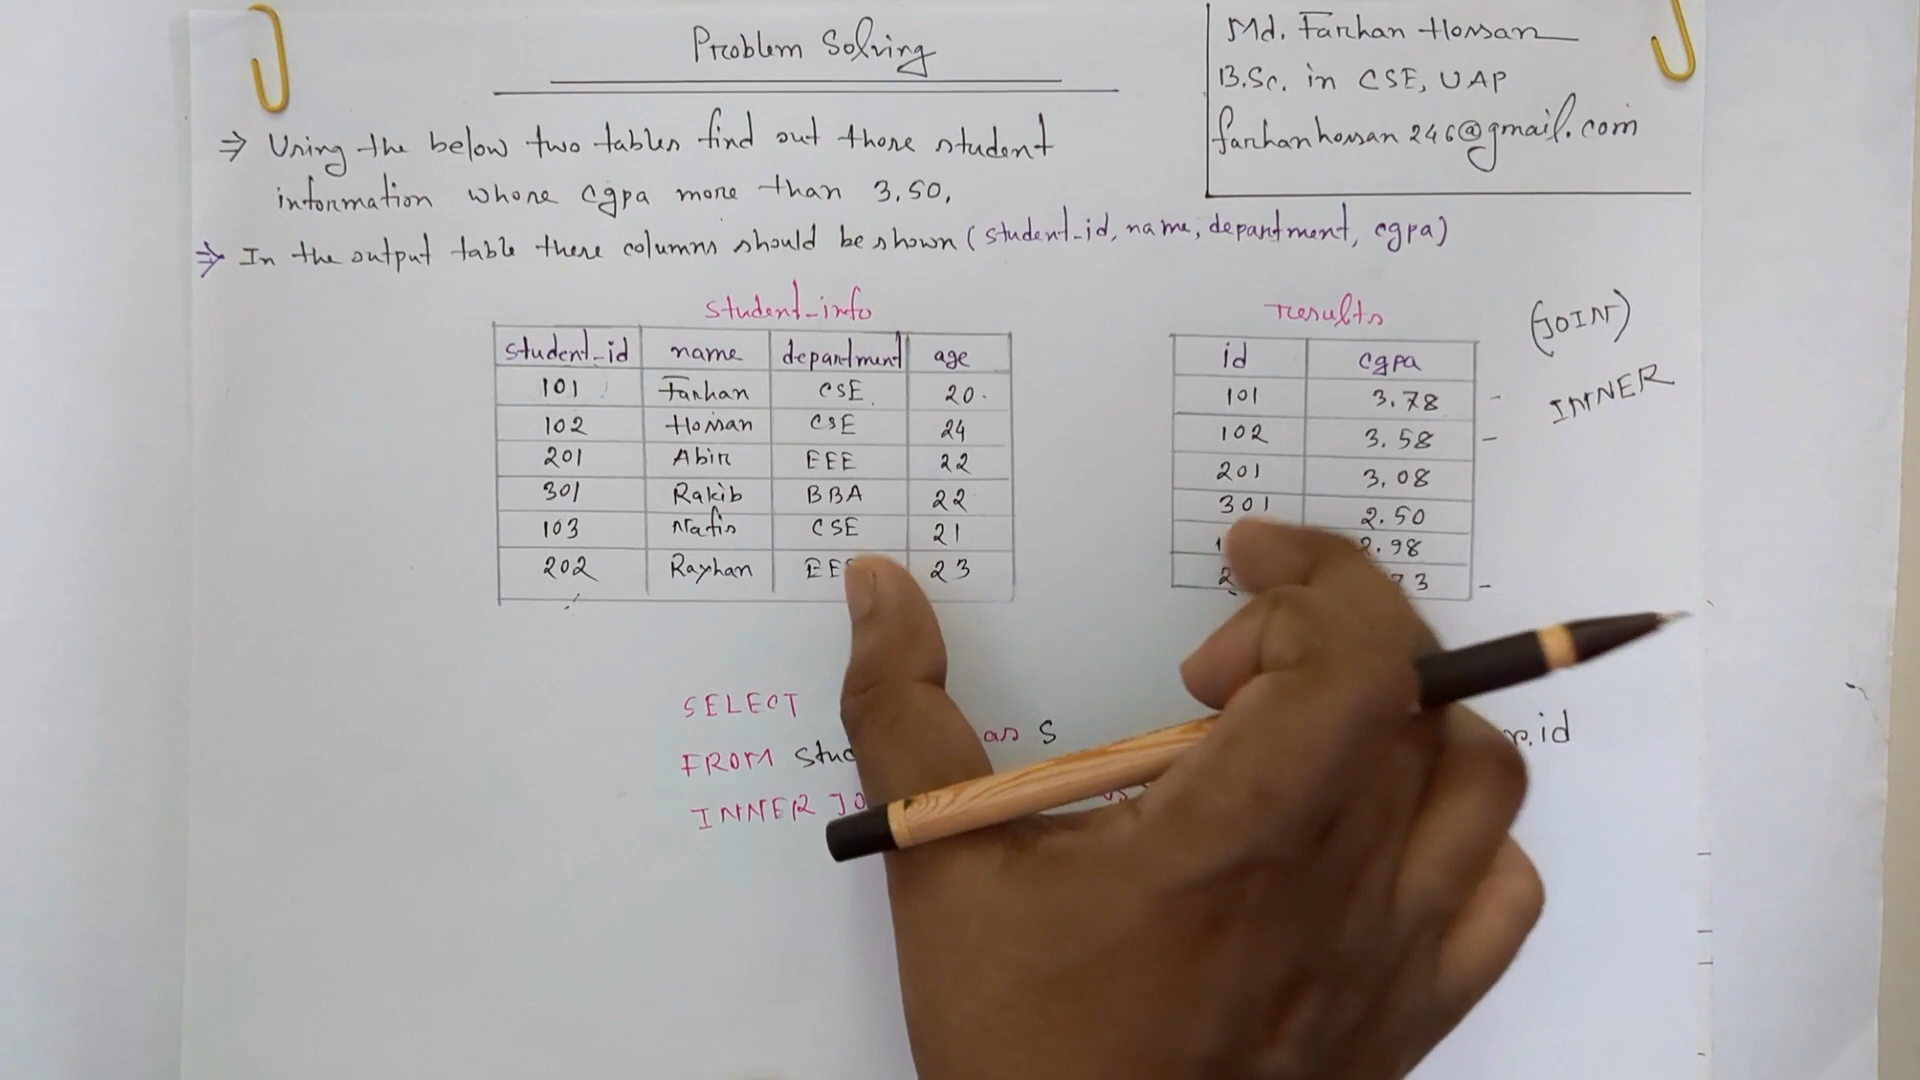 Problem Solving
Md. Farhan Hossan
B.Sc. in CSE, UAP
farhanhossan246@gmail.com
⇒ Using the below two tables find out those student
information whose cgpa more than 3.50.
⇒ In the output table these columns should be shown (student_id, name, department, cgpa)
student_info
student_id name department age
101 Farhan CSE 20
102 Hossan CSE 24
201 Abir EEE 22
301 Rakib BBA 22
103 Nafis CSE 21
202 Rayhan 23
results
id cgpa
101 3.78
102 3.58
201 3.08
301 2.50
2.98
(JOIN)
INNER
SELECT
FROM as s
INNER
r.id